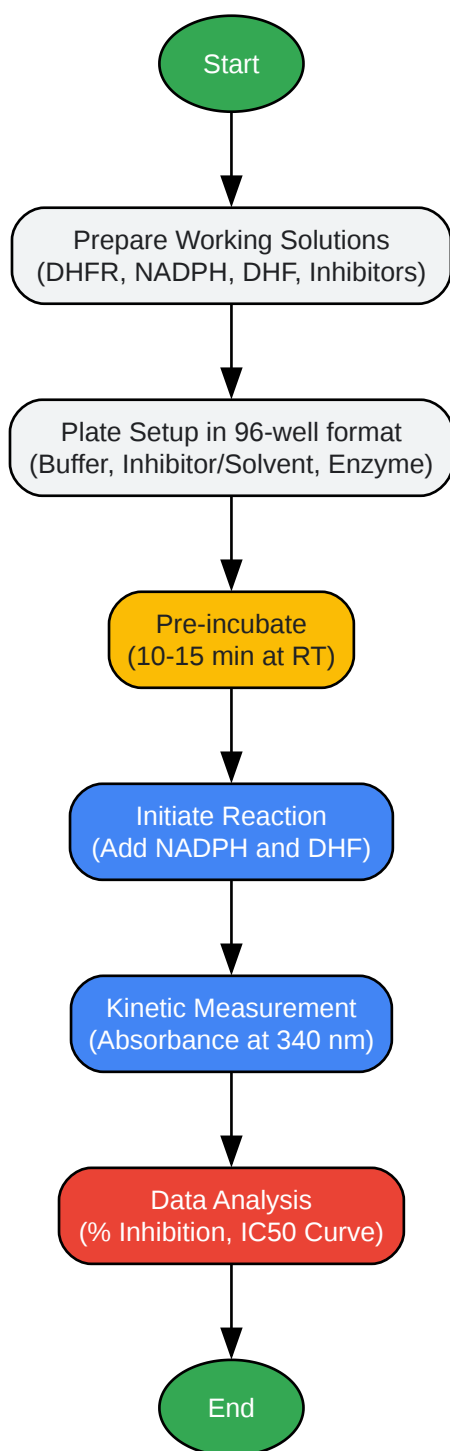 Start
Prepare Working Solutions
(DHFR, NADPH, DHF, Inhibitors)
Plate Setup in 96-well format
(Buffer, Inhibitor/Solvent, Enzyme)
Pre-incubate
(10-15 min at RT)
Initiate Reaction
(Add NADPH and DHF)
Kinetic Measurement
(Absorbance at 340 nm)
Data Analysis
(% Inhibition, IC50 Curve)
End